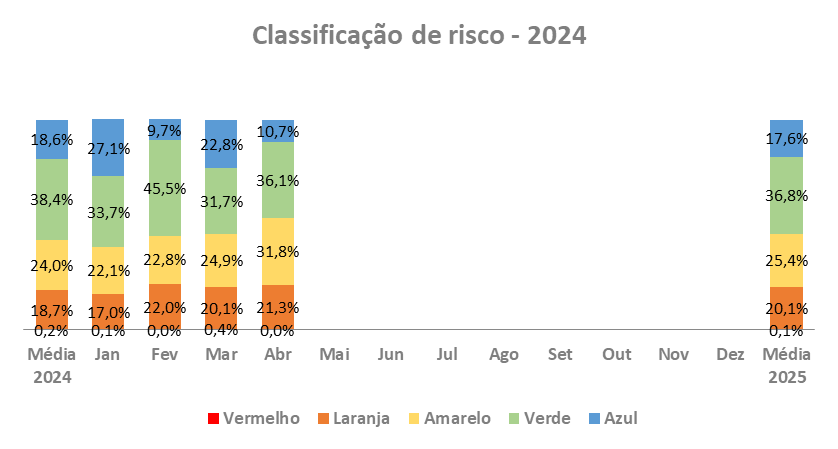 Classificação de risco - 2024
18,6% 27,1% 9,7% 22,8% 10,7% 17,6%
38,4% 33,7% 45,5% 31,7% 36,1% 36,8%
24,0% 22,1% 22,8% 24,9% 31,8% 25,4%
18,7% 17,0% 22,0% 20,1% 21,3% 20,1%
0,2% 0,1% 0,0% 0,4% 0,0% 0,1%
Média Jan Fev Mar Abr Mai Jun Jul Ago Set Out Nov Dez Média
2024 2025
Vermelho Laranja Amarelo Verde Azul